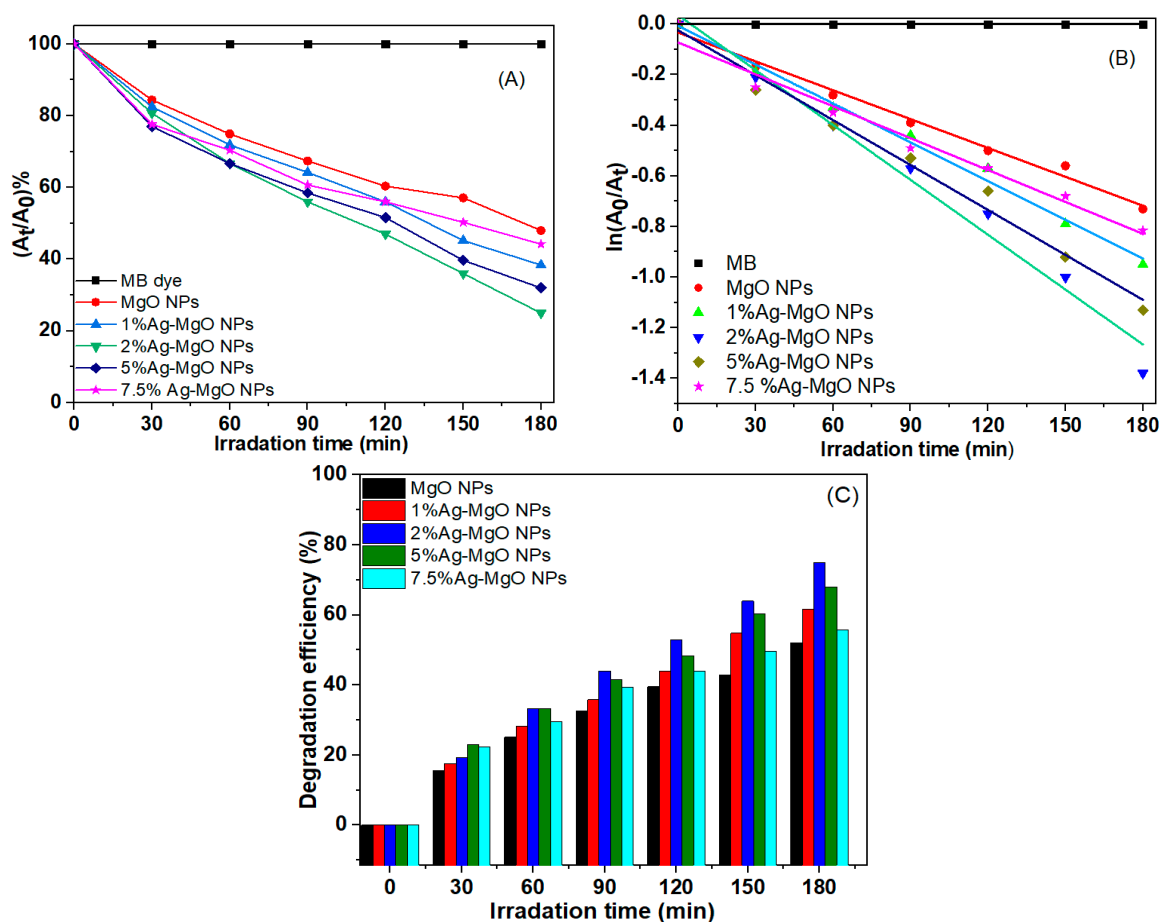 (A)
(Aₜ/A₀)%
100
80
60
40
20
0
MB dye
MgO NPs
1%Ag-MgO NPs
2%Ag-MgO NPs
5%Ag-MgO NPs
7.5% Ag-MgO NPs
0 30 60 90 120 150 180
Irradation time (min)
(B)
ln(A₀/Aₜ)
0.0
-0.2
-0.4
-0.6
-0.8
-1.0
-1.2
-1.4
MB
MgO NPs
1%Ag-MgO NPs
2%Ag-MgO NPs
5%Ag-MgO NPs
7.5 %Ag-MgO NPs
0 30 60 90 120 150 180
Irradation time (min)
(C)
Degradation efficiency (%)
100
80
60
40
20
0
MgO NPs
1%Ag-MgO NPs
2%Ag-MgO NPs
5%Ag-MgO NPs
7.5%Ag-MgO NPs
0 30 60 90 120 150 180
Irradation time (min)